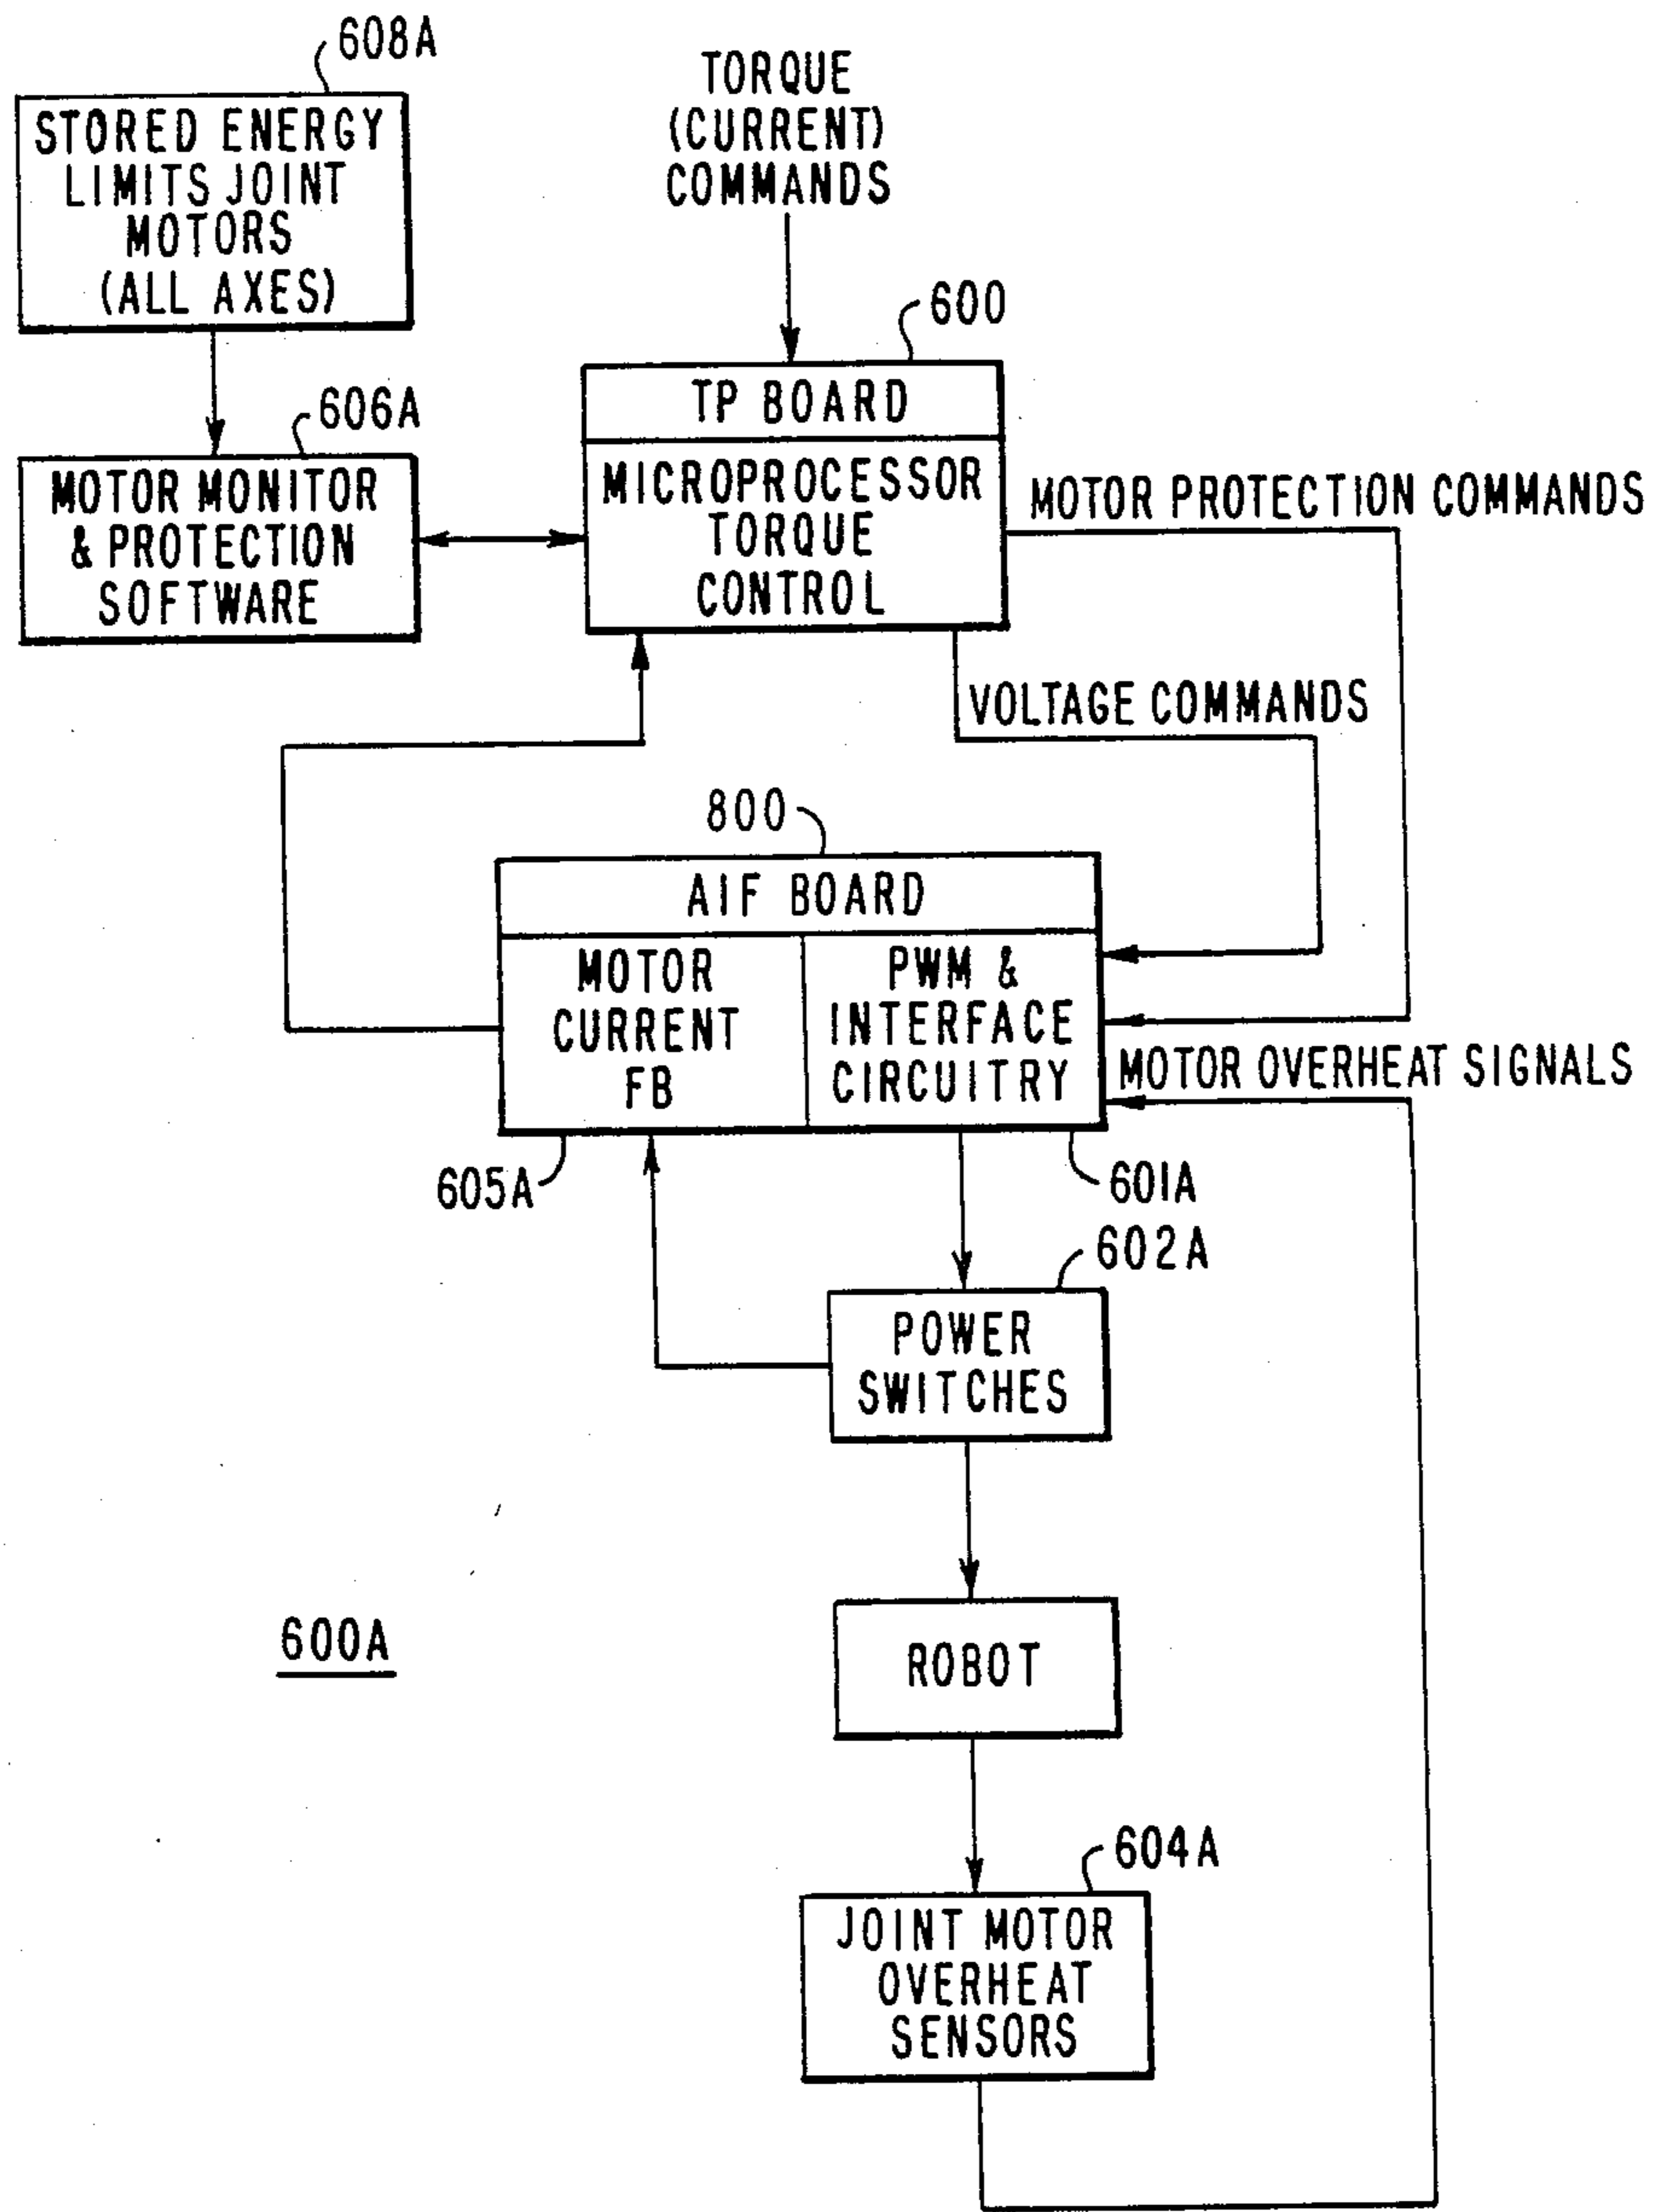 608A
STORED ENERGY
LIMITS JOINT
MOTORS
(ALL AXES)
TORQUE
(CURRENT)
COMMANDS
600
TP BOARD
MICROPROCESSOR
TORQUE
CONTROL
606A
MOTOR MONITOR
& PROTECTION
SOFTWARE
MOTOR PROTECTION COMMANDS
VOLTAGE COMMANDS
800
AIF BOARD
MOTOR
CURRENT
FB
PWM &
INTERFACE
CIRCUITRY
MOTOR OVERHEAT SIGNALS
605A
601A
602A
POWER
SWITCHES
ROBOT
600A
604A
JOINT MOTOR
OVERHEAT
SENSORS